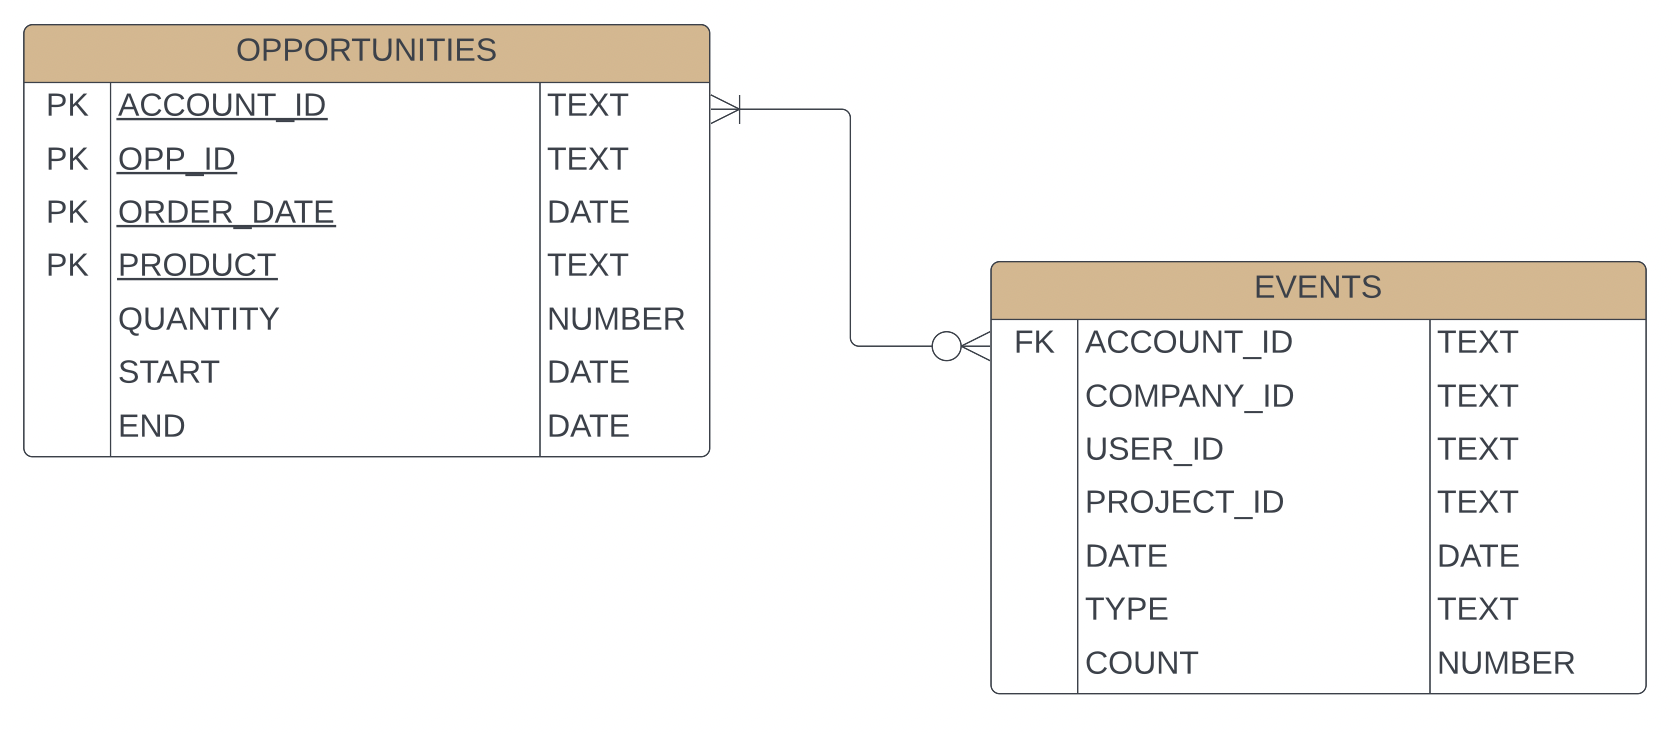 OPPORTUNITIES
PK ACCOUNT_ID TEXT
PK OPP_ID TEXT
PK ORDER_DATE DATE
PK PRODUCT TEXT
QUANTITY NUMBER
START DATE
END DATE
EVENTS
FK ACCOUNT_ID TEXT
COMPANY_ID TEXT
USER_ID TEXT
PROJECT_ID TEXT
DATE DATE
TYPE TEXT
COUNT NUMBER